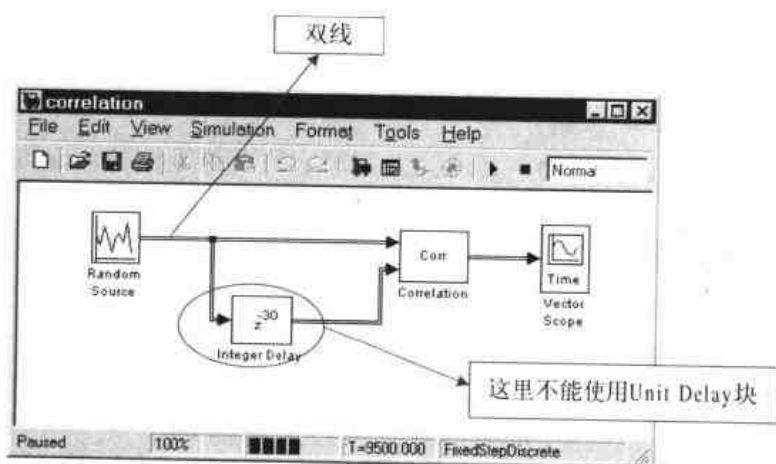 双线
correlation
File Edit View Simulation Format Tools Help
Normal
Random
Source
Corr
Correlation
Time
Vector
Scope
z-30
Integer Delay
这里不能使用Unit Delay块
Paused 100% T=9500.000 FixedStepDiscrete